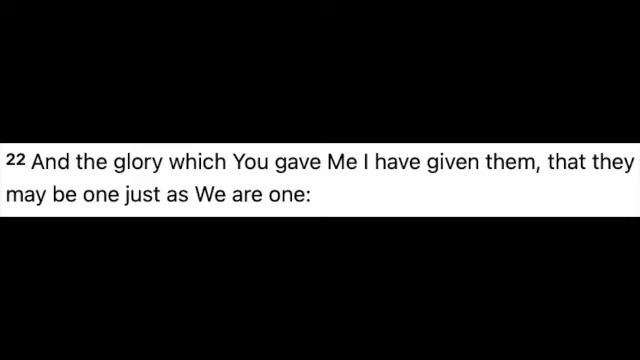 22 And the glory which You gave Me I have given them, that they
may be one just as We are one: